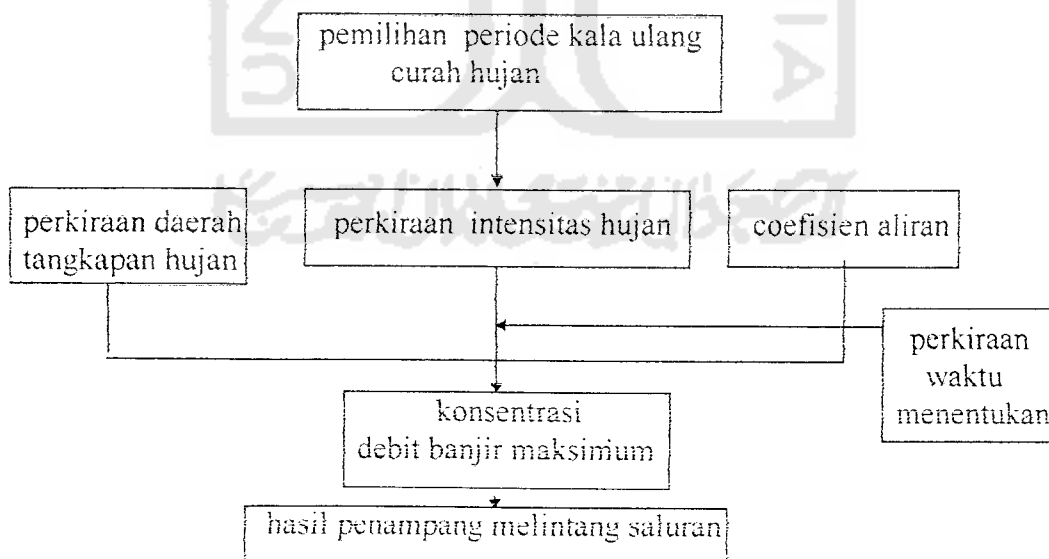 pemilihan periode kala ulang
curah hujan
perkiraan daerah
tangkapan hujan
perkiraan intensitas hujan
coefisien aliran
perkiraan
waktu
menentukan
konsentrasi
debit banjir maksimum
hasil penampang melintang saluran